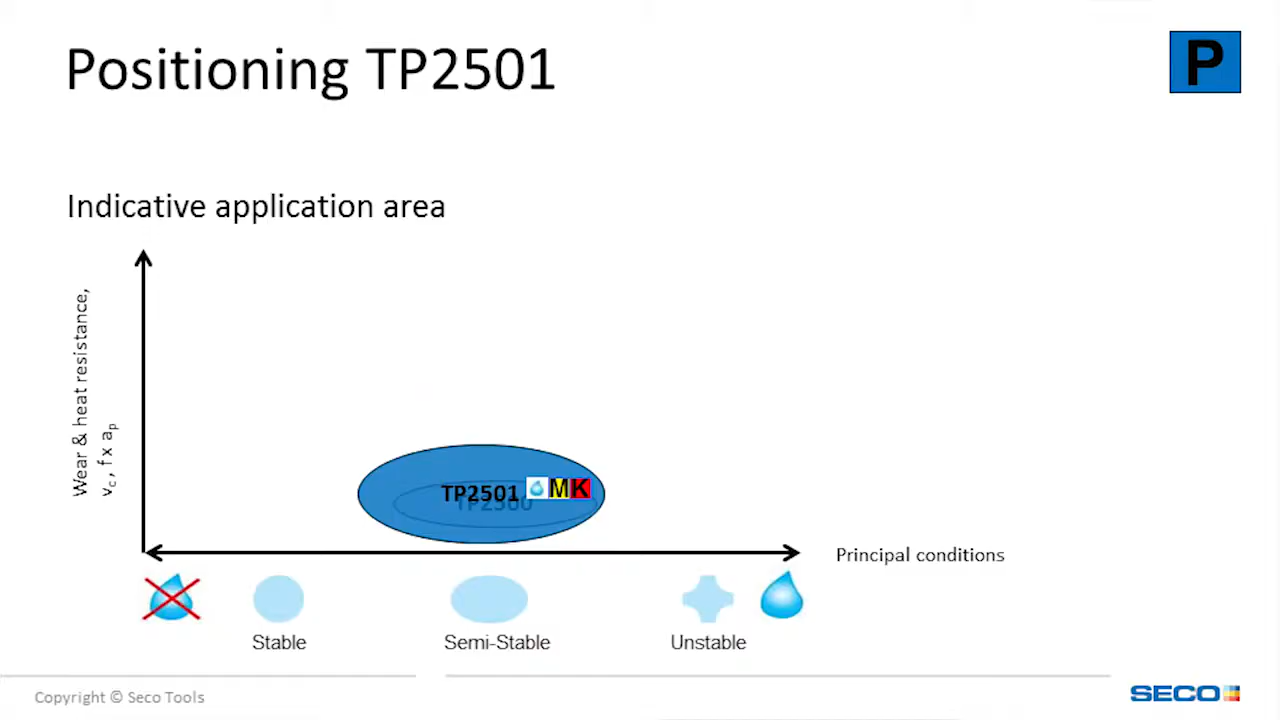 Positioning TP2501
P
Indicative application area
Wear & heat resistance,
vc , f x ap
TP2501 M K
TP2500
Principal conditions
Stable
Semi-Stable
Unstable
Copyright © Seco Tools
SECO